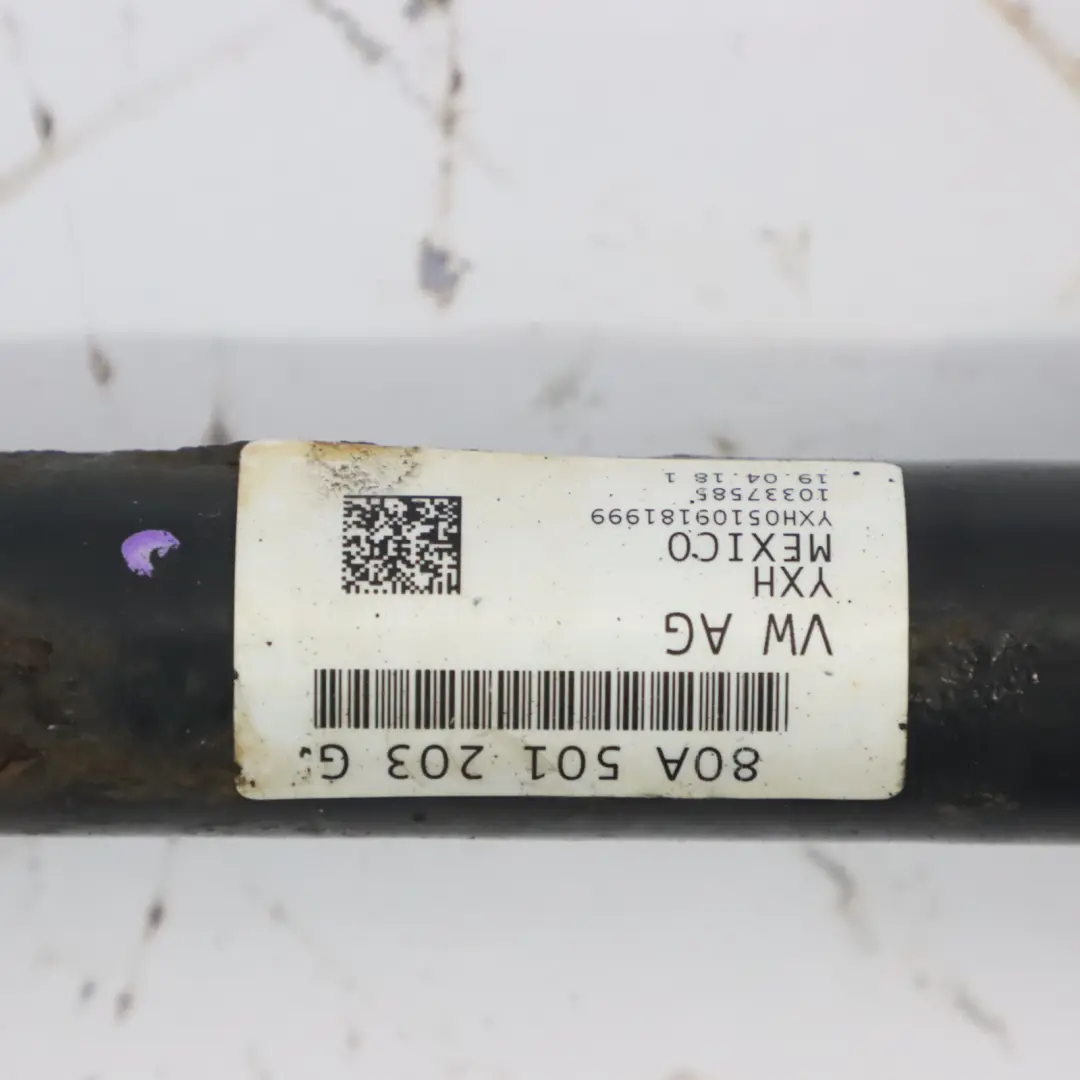 80A 501 203 G
VW AG
YXH
MEXICO
YXH05109181999
10337585
19.04.18 1